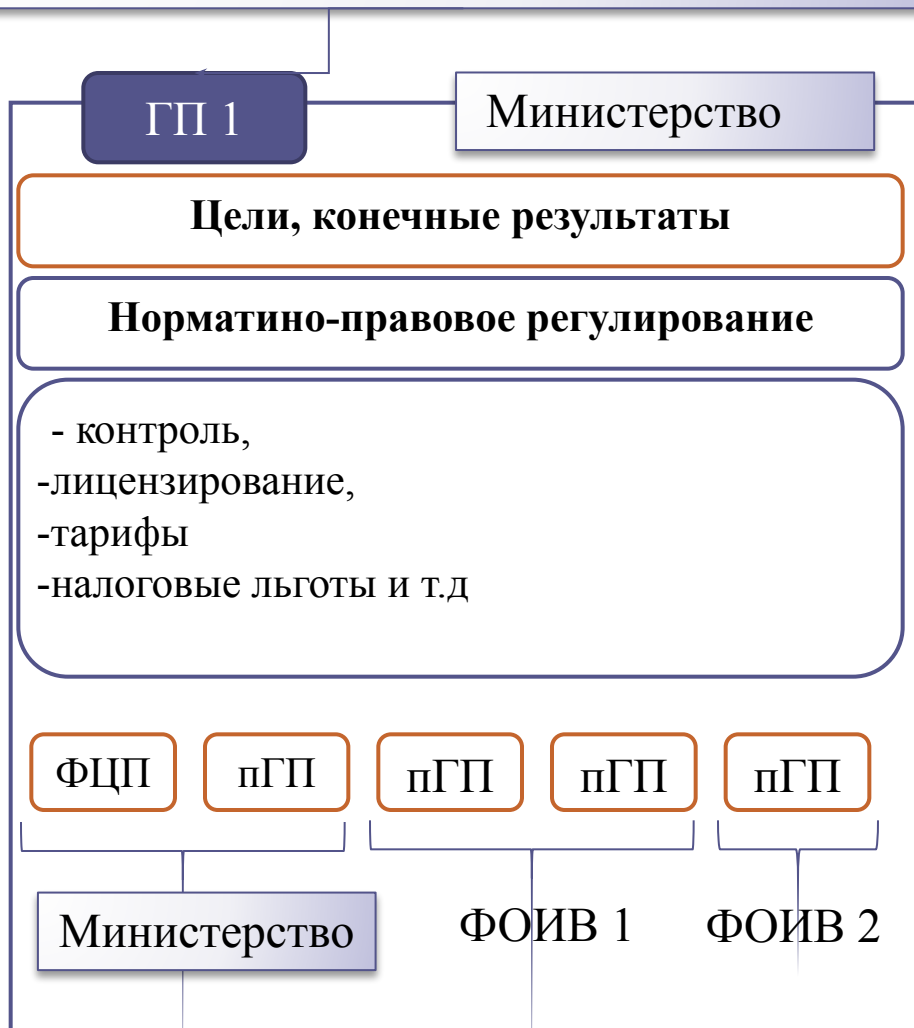 ГП 1
Министерство
Цели, конечные результаты
Норматино-правовое регулирование
- контроль,
-лицензирование,
-тарифы
-налоговые льготы и т.д
ФЦП
пГП
пГП
пГП
пГП
Министерство
ФОИВ 1
ФОИВ 2